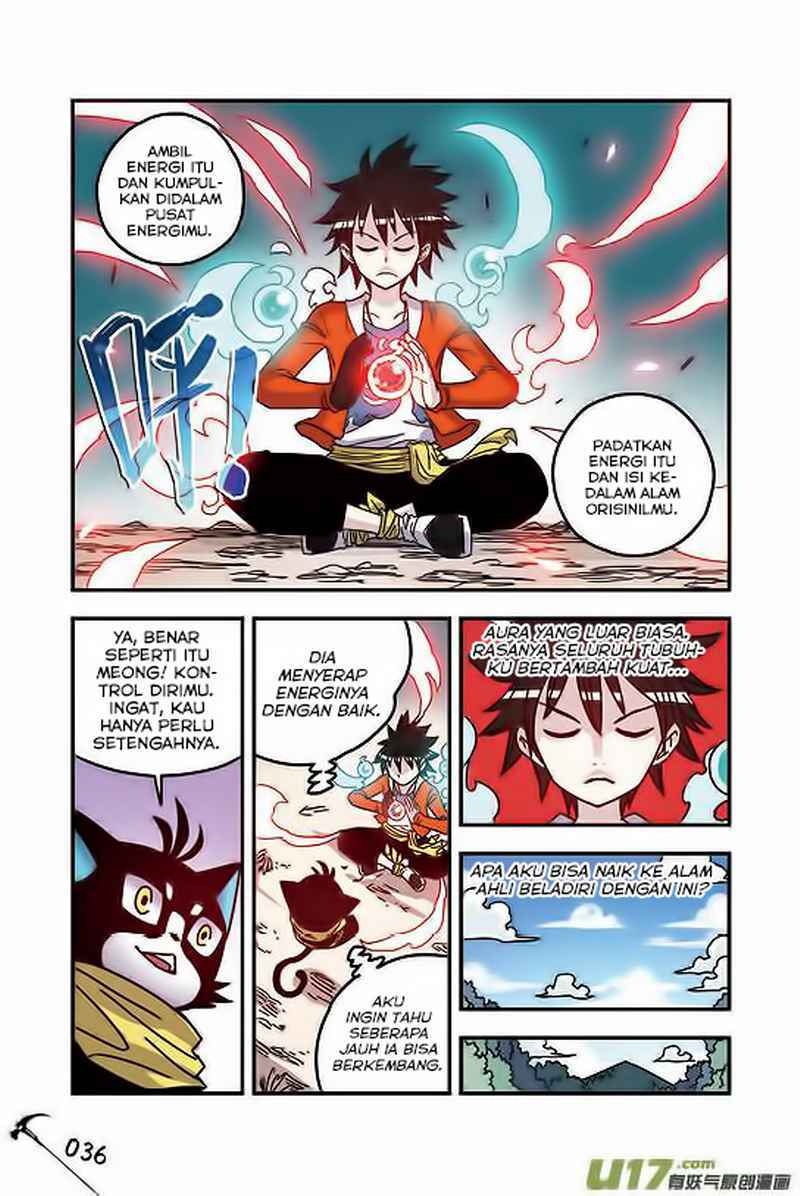 AMBIL
ENERGI ITU
DAN KUMPUL-
KAN DIDALAM
PUSAT
ENERGIMU.
PADATKAN
ENERGI ITU
DAN ISI KE-
DALAM ALAM
ORISINILMU.
YA, BENAR
SEPERTI ITU
MEONG! KON-
TROL DIRIMU.
INGAT, KAU
HANYA PERLU
SETENGAHNYA.
DIA
MENYERAP
ENERGINYA
DENGAN BAIK.
AKU
INGIN TAHU
SEBERAPA
JAUH IA BISA
BERKEMBANG.
AURA YANG LUAR BIASA.
RASANYA SELURUH TUBUH-
KU BERTAMBAH KUAT...
APA AKU BISA NAIK KE ALAM
AHLI BELADIRI DENGAN INI?
036
U17.com
有妖气原创漫画